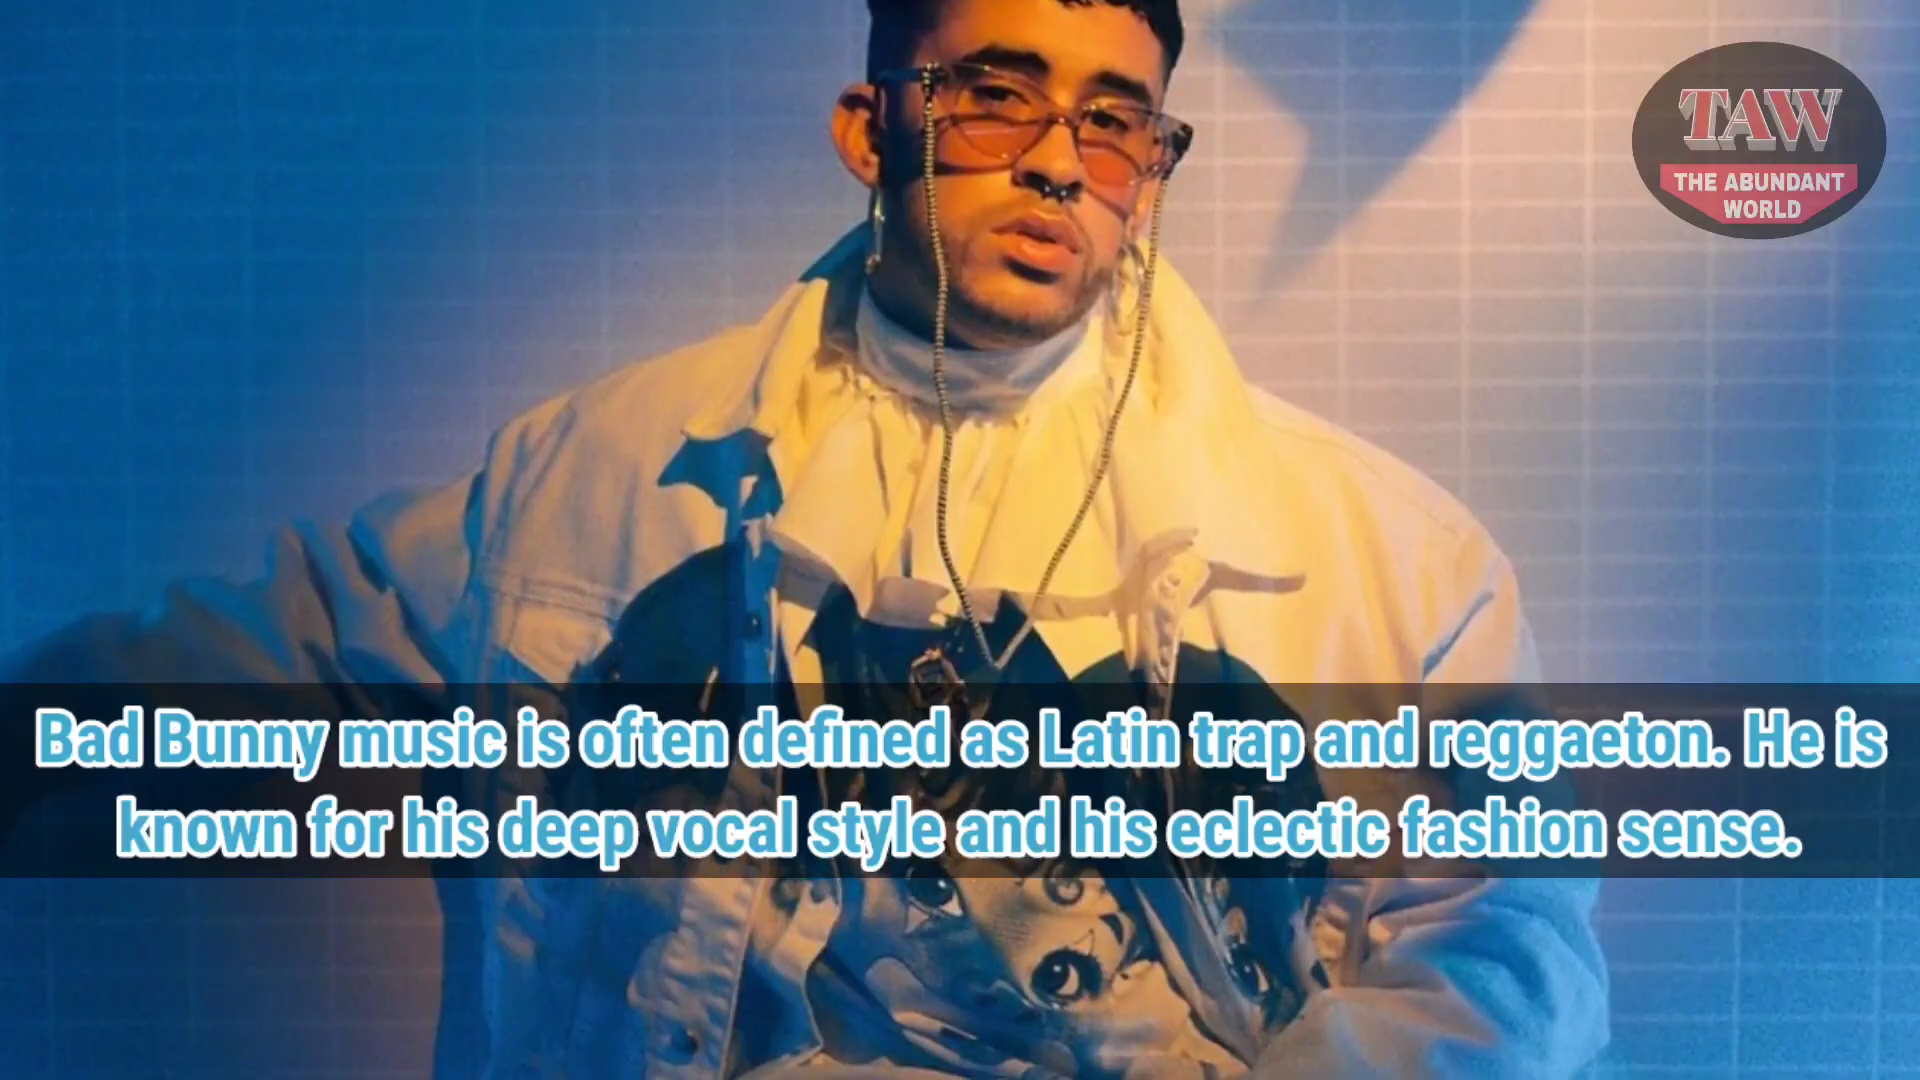 TAW
THE ABUNDANT
WORLD
Bad Bunny music is often defined as Latin trap and reggaeton. He is
known for his deep vocal style and his eclectic fashion sense.